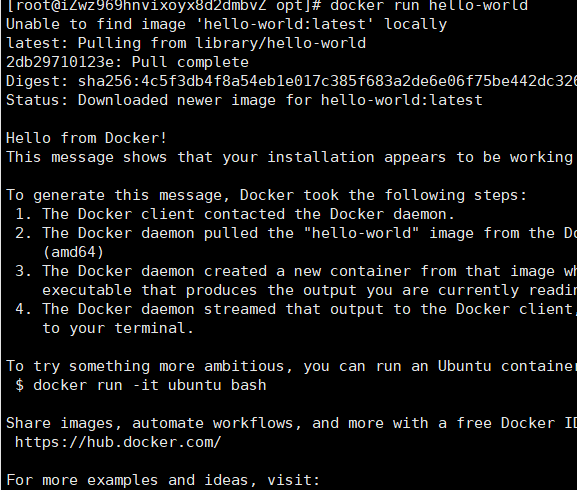 [root@iZwz969hnvixoyx8d2dmbvZ opt]# docker run hello-world
Unable to find image 'hello-world:latest' locally
latest: Pulling from library/hello-world
2db29710123e: Pull complete
Digest: sha256:4c5f3db4f8a54eb1e017c385f683a2de6e06f75be442dc32
Status: Downloaded newer image for hello-world:latest

Hello from Docker!
This message shows that your installation appears to be working

To generate this message, Docker took the following steps:
 1. The Docker client contacted the Docker daemon.
 2. The Docker daemon pulled the "hello-world" image from the Do
    (amd64)
 3. The Docker daemon created a new container from that image wh
    executable that produces the output you are currently readin
 4. The Docker daemon streamed that output to the Docker client,
    to your terminal.

To try something more ambitious, you can run an Ubuntu container
 $ docker run -it ubuntu bash

Share images, automate workflows, and more with a free Docker ID
 https://hub.docker.com/

For more examples and ideas, visit: